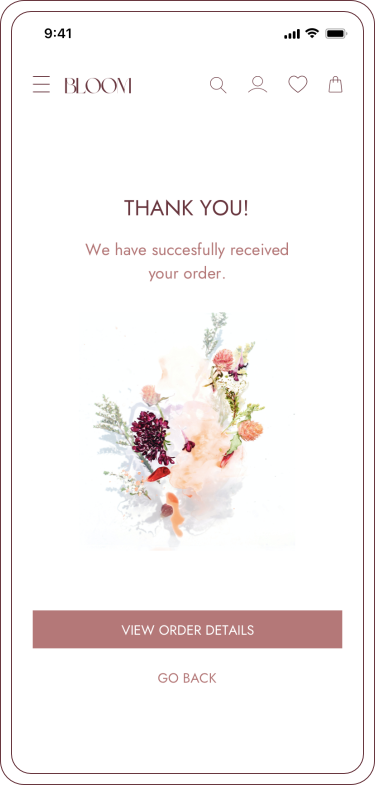 9:41
BLOOM
THANK YOU!
We have succesfully received
your order.
VIEW ORDER DETAILS
GO BACK